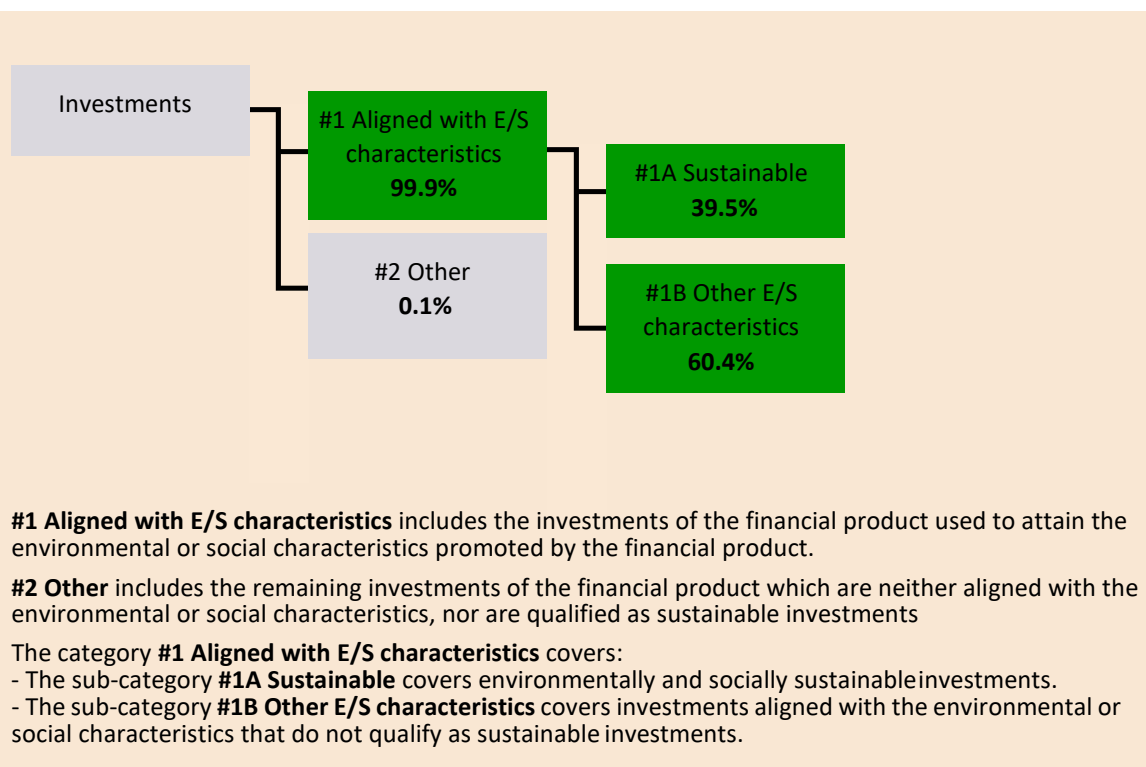 Investments
#1 Aligned with E/S
characteristics
99.9%
#2 Other
0.1%
#1A Sustainable
39.5%
#1B Other E/S
characteristics
60.4%
#1 Aligned with E/S characteristics includes the investments of the financial product used to attain the
environmental or social characteristics promoted by the financial product.
#2 Other includes the remaining investments of the financial product which are neither aligned with the
environmental or social characteristics, nor are qualified as sustainable investments
The category #1 Aligned with E/S characteristics covers:
- The sub-category #1A Sustainable covers environmentally and socially sustainable investments.
- The sub-category #1B Other E/S characteristics covers investments aligned with the environmental or
social characteristics that do not qualify as sustainable investments.